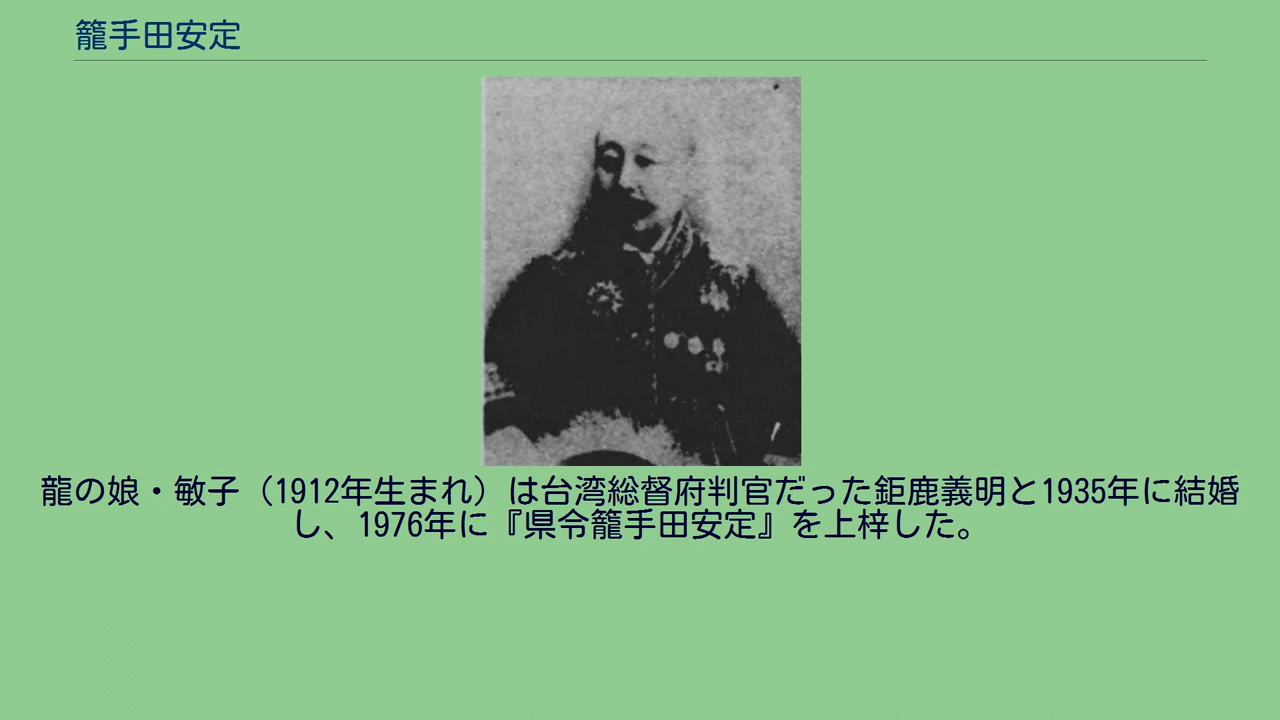 籠手田安定
龍の娘・敏子（1912年生まれ）は台湾総督府判官だった鉅鹿義明と1935年に結婚
し、1976年に『県令籠手田安定』を上梓した。